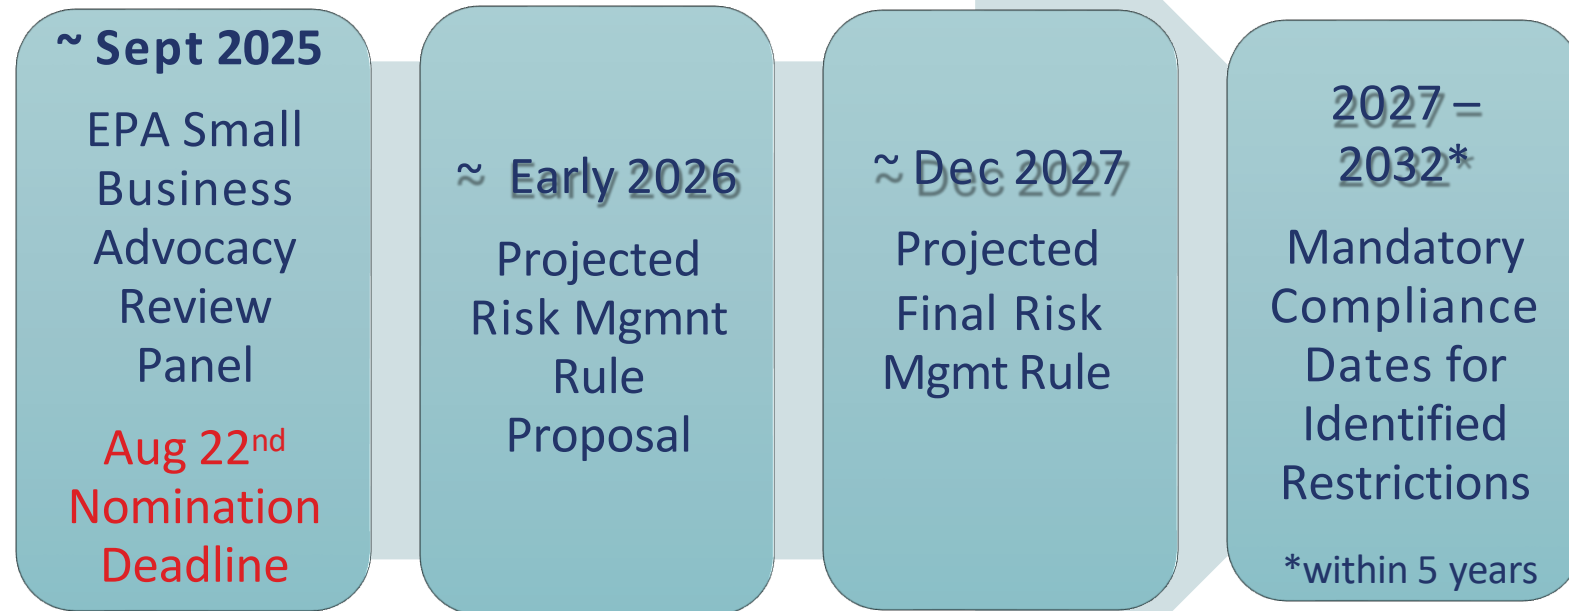 ~ Sept 2025
EPA Small
Business
Advocacy
Review
Panel
Aug 22nd
Nomination
Deadline
~ Early 2026
Projected
Risk Mgmnt
Rule
Proposal
~ Dec 2027
Projected
Final Risk
Mgmt Rule
2027 –
2032*
Mandatory
Compliance
Dates for
Identified
Restrictions
*within 5 years